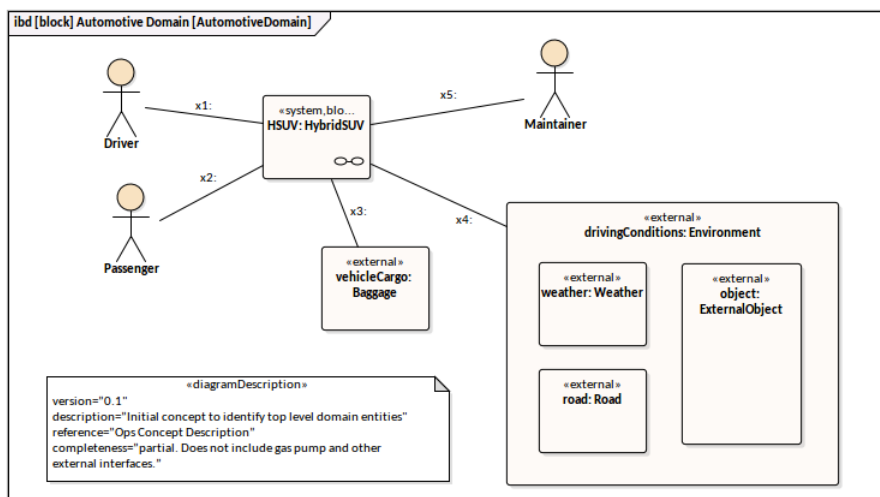 ibd [block] Automotive Domain [AutomotiveDomain]
x1:
x5:
«system,blo...
HSUV: HybridSUV
Driver
Maintainer
x2:
x3:
x4:
Passenger
«external»
vehicleCargo:
Baggage
«external»
drivingConditions: Environment
«external»
weather: Weather
«external»
object:
ExternalObject
«external»
road: Road
«diagramDescription»
version="0.1"
description="Initial concept to identify top level domain entities"
reference="Ops Concept Description"
completeness="partial. Does not include gas pump and other
external interfaces."